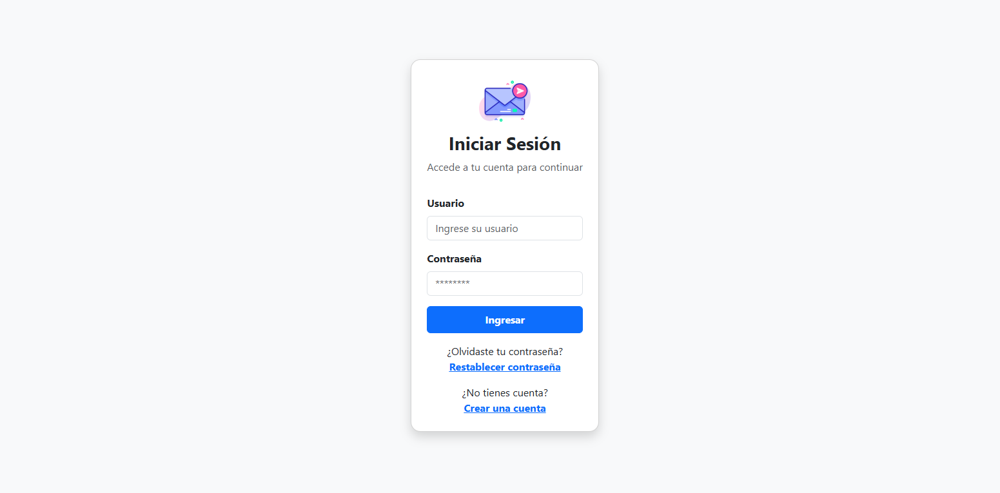 Iniciar Sesión
Accede a tu cuenta para continuar
Usuario
Ingrese su usuario
Contraseña
********
Ingresar
¿Olvidaste tu contraseña?
Restablecer contraseña
¿No tienes cuenta?
Crear una cuenta